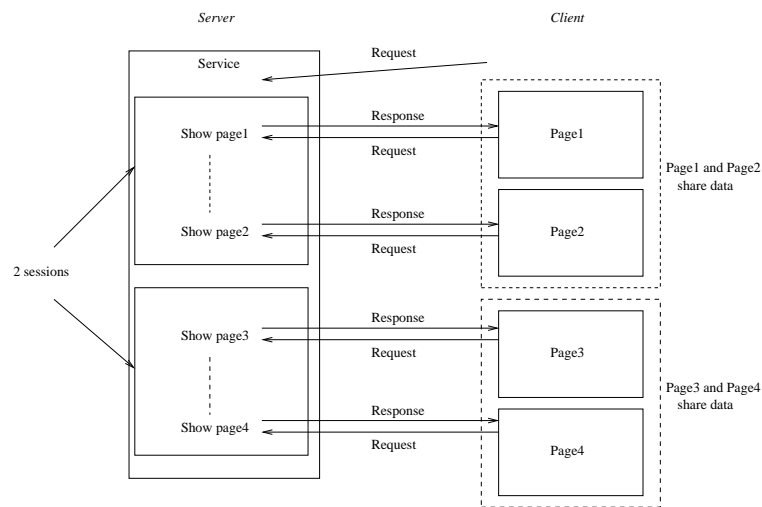 Server
Client
Request
Service
Response
Show page1
Page1
Request
Page1 and Page2
share data
Response
Show page2
Page2
Request
2 sessions
Response
Show page3
Page3
Request
Page3 and Page4
share data
Response
Show page4
Page4
Request